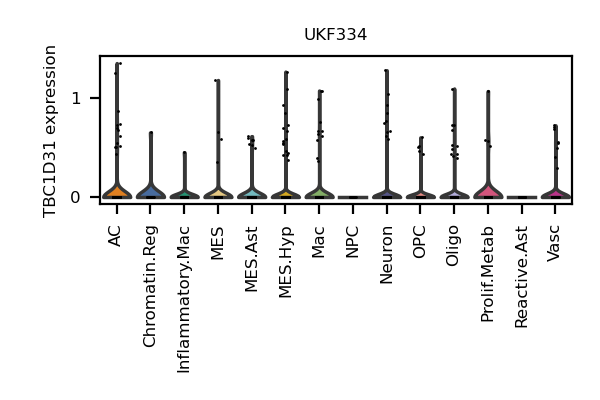 UKF334
TBC1D31 expression
1
0
AC
Chromatin.Reg
Inflammatory.Mac
MES
MES.Ast
MES.Hyp
Mac
NPC
Neuron
OPC
Oligo
Prolif.Metab
Reactive.Ast
Vasc